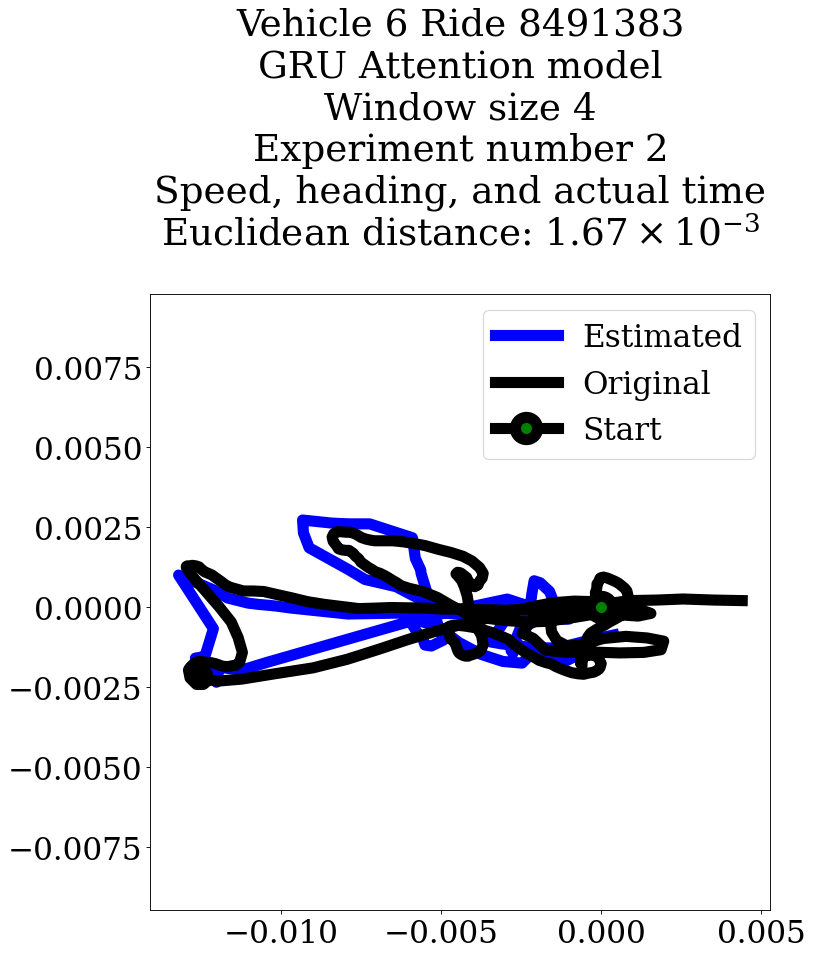 Vehicle 6 Ride 8491383
GRU Attention model
Window size 4
Experiment number 2
Speed, heading, and actual time
Euclidean distance: 1.67 × 10⁻³
Estimated
Original
Start
0.0075
0.0050
0.0025
0.0000
−0.0025
−0.0050
−0.0075
−0.010
−0.005
0.000
0.005